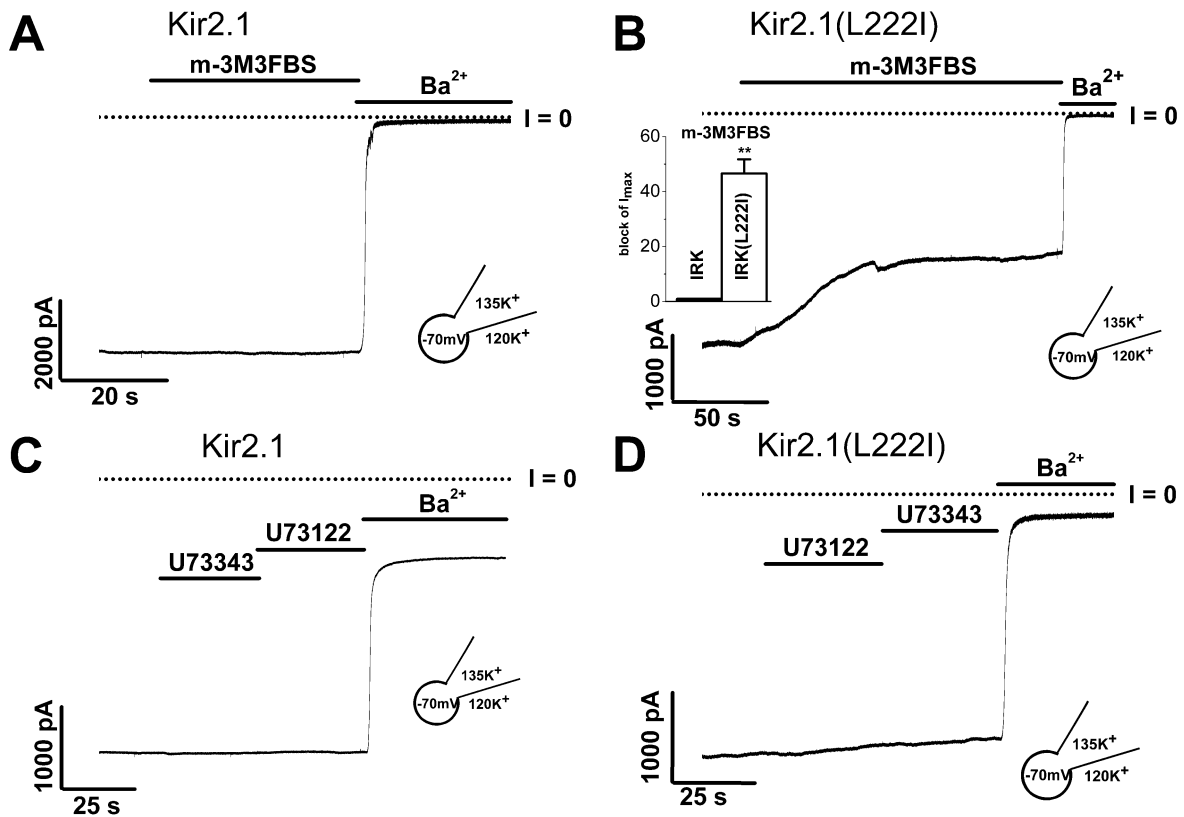 A
Kir2.1
m-3M3FBS
Ba2+
I = 0
2000 pA
20 s
-70mV
135K+
120K+
B
Kir2.1(L222I)
m-3M3FBS
Ba2+
I = 0
m-3M3FBS
**
60
40
20
0
block of Imax
IRK
IRK(L222I)
1000 pA
50 s
-70mV
135K+
120K+
C
Kir2.1
I = 0
Ba2+
U73122
U73343
1000 pA
25 s
-70mV
135K+
120K+
D
Kir2.1(L222I)
Ba2+
I = 0
U73343
U73122
1000 pA
25 s
-70mV
135K+
120K+